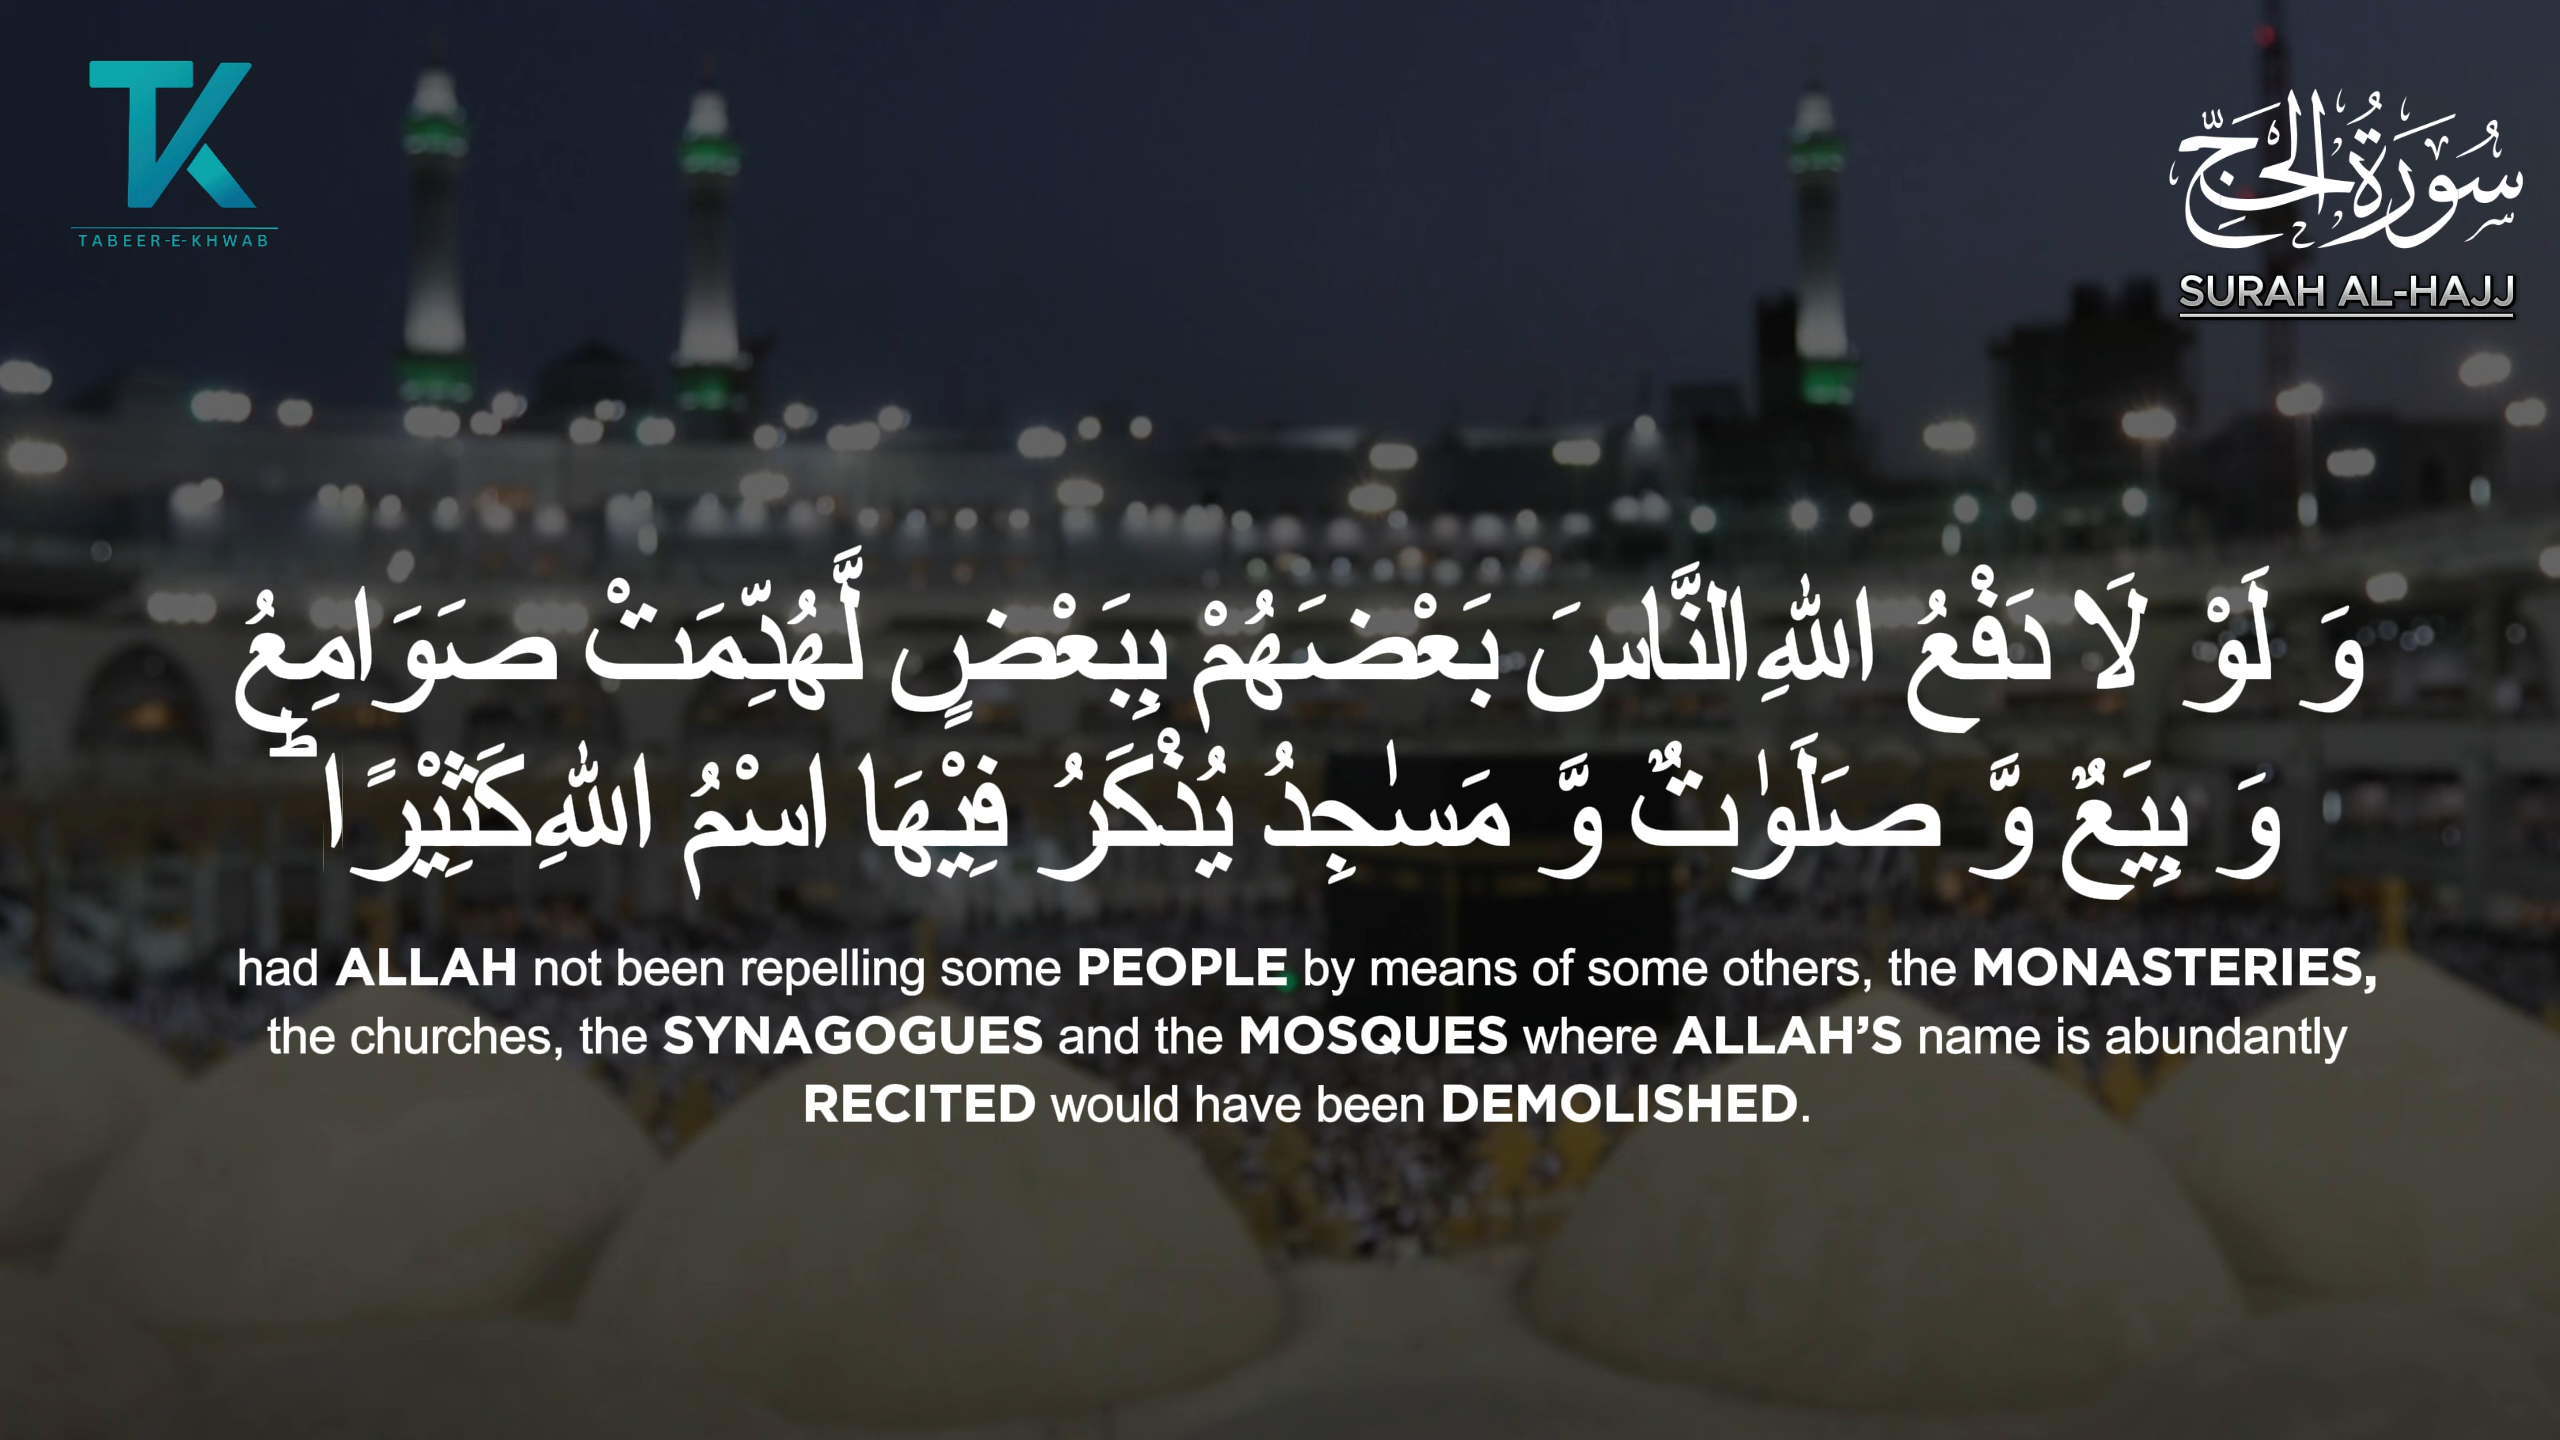 TK
TABEER-E-KHWAB
سُوْرَةُ الحَجِّ
SURAH AL-HAJJ
وَ لَوْ لَا دَفْعُ اللّٰهِ النَّاسَ بَعْضَهُمْ بِبَعْضٍ لَّهُدِّمَتْ صَوَامِعُ
وَ بِيَعٌ وَّ صَلَوٰتٌ وَّ مَسٰجِدُ يُذْكَرُ فِيْهَا اسْمُ اللّٰهِ كَثِيْرًاؕ
had ALLAH not been repelling some PEOPLE by means of some others, the MONASTERIES,
the churches, the SYNAGOGUES and the MOSQUES where ALLAH’S name is abundantly
RECITED would have been DEMOLISHED.